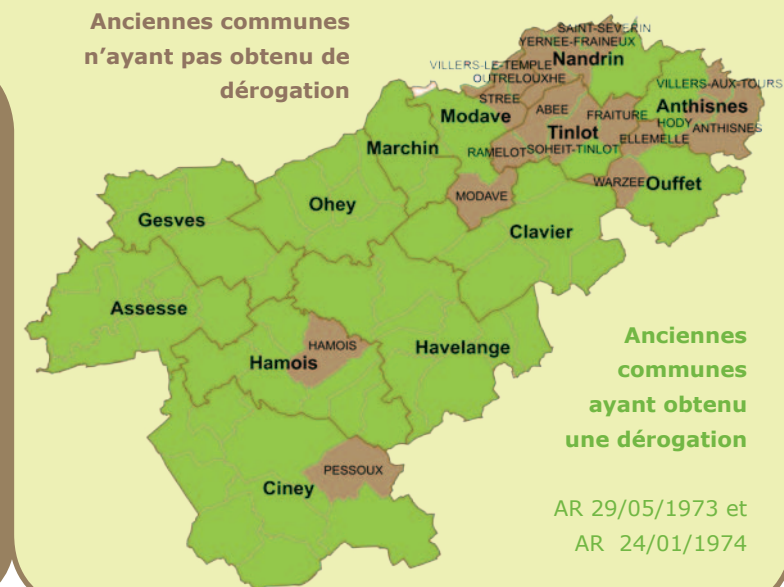 Anciennes communes
n'ayant pas obtenu de
dérogation
SAINT-SEVERIN
YERNEE-FRAINEUX
Nandrin
VILLERS-LE-TEMPLE
OUTRELOUXHE
VILLERS-AUX-TOURS
STREE
ABEE
FRAITURE
Anthisnes
Modave
HODY
ANTHISNES
Tinlot
ELLEMELLE
Marchin
RAMELOT
SOHEIT-TINLOT
WARZEE
Ouffet
MODAVE
Ohey
Gesves
Clavier
Assesse
HAMOIS
Hamois
Havelange
PESSOUX
Ciney
Anciennes
communes
ayant obtenu
une dérogation
AR 29/05/1973 et
AR 24/01/1974